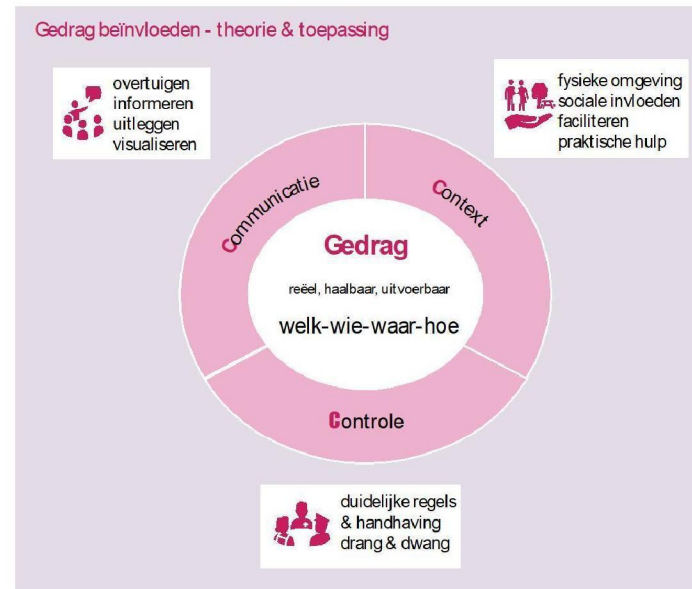 Gedrag beïnvloeden - theorie & toepassing
overtuigen
informeren
uitleggen
visualiseren
fysieke omgeving
sociale invloeden
faciliteren
praktische hulp
Communicatie
Context
Gedrag
reëel, haalbaar, uitvoerbaar
welk-wie-waar-hoe
Controle
duidelijke regels
& handhaving
drang & dwang